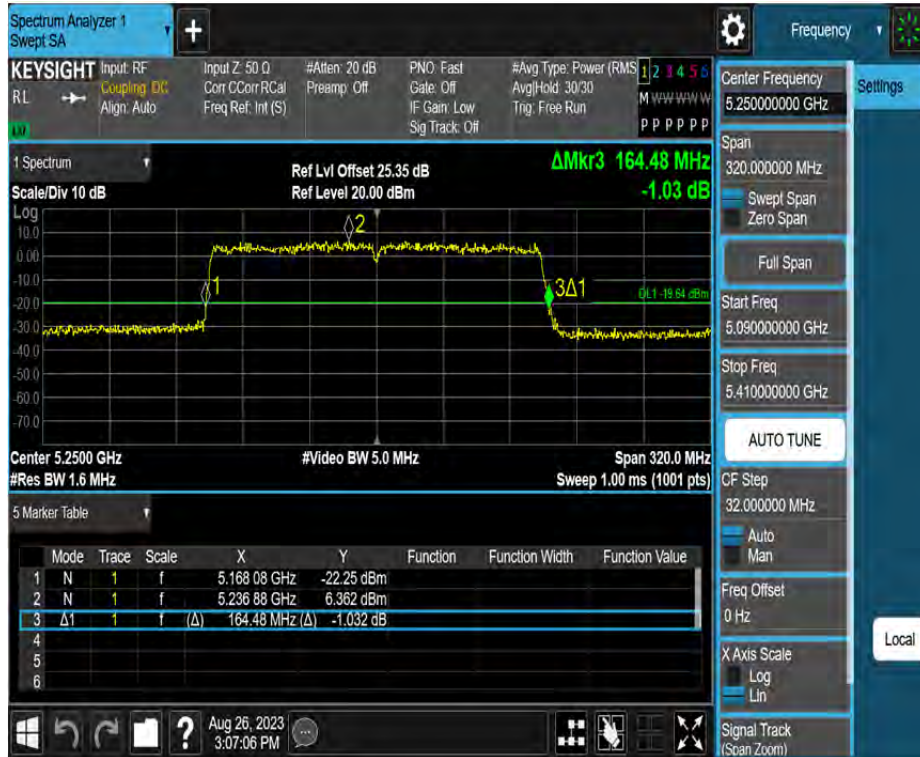 Spectrum Analyzer 1
Swept SA
Frequency
KEYSIGHT
RL
Input: RF
Coupling: DC
Align: Auto
Input Z: 50 Ω
Corr CCorr RCal
Freq Ref: Int (S)
#Atten: 20 dB
Preamp: Off
PNO: Fast
Gate: Off
IF Gain: Low
Sig Track: Off
#Avg Type: Power (RMS
Avg|Hold: 30/30
Trig: Free Run
1 2 3 4 5 6
M W W W W W
P P P P P P
Center Frequency
5.250000000 GHz
Settings
1 Spectrum
Scale/Div 10 dB
Ref Lvl Offset 25.35 dB
Ref Level 20.00 dBm
ΔMkr3 164.48 MHz
-1.03 dB
Span
320.000000 MHz
Swept Span
Zero Span
Full Span
Start Freq
5.090000000 GHz
Stop Freq
5.410000000 GHz
AUTO TUNE
CF Step
32.000000 MHz
Auto
Man
Freq Offset
0 Hz
X Axis Scale
Log
Lin
Signal Track
(Span Zoom)
Local
Log
10.0
0.00
-10.0
-20.0
-30.0
-40.0
-50.0
-60.0
-70.0
2
1
3Δ1
DL1 -19.64 dBm
Center 5.2500 GHz
#Res BW 1.6 MHz
#Video BW 5.0 MHz
Span 320.0 MHz
Sweep 1.00 ms (1001 pts)
5 Marker Table
Mode Trace Scale X Y Function Function Width Function Value
1 N 1 f 5.168 08 GHz -22.25 dBm
2 N 1 f 5.236 88 GHz 6.362 dBm
3 Δ1 1 f (Δ) 164.48 MHz (Δ) -1.032 dB
4
5
6
?
Aug 26, 2023
3:07:06 PM